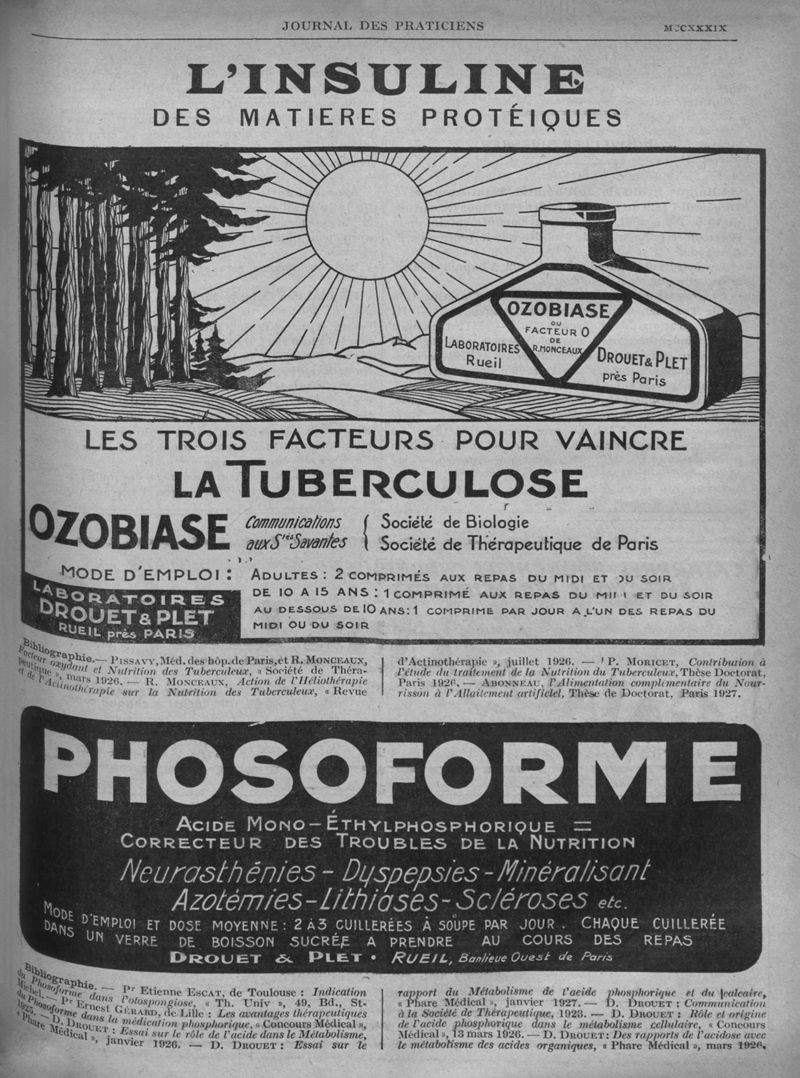 JOURNAL DES PRATICIENS
MCCXXXIX
L'INSULINE
DES MATIERES PROTÉIQUES
OZOBIASE
OU
FACTEUR O
DE
R.MONCEAUX
LABORATOIRES
Rueil
DROUET & PLET
près Paris
LES TROIS FACTEURS POUR VAINCRE
LA TUBERCULOSE
OZOBIASE
Communications
aux Stés Savantes
Société de Biologie
Société de Thérapeutique de Paris
MODE D'EMPLOI :
ADULTES : 2 COMPRIMÉS AUX REPAS DU MIDI ET DU SOIR
DE 10 A 15 ANS : 1 COMPRIMÉ AUX REPAS DU MIDI ET DU SOIR
AU DESSOUS DE 10 ANS : 1 COMPRIME PAR JOUR A L'UN DES REPAS DU
MIDI OU DU SOIR
LABORATOIRES
DROUET & PLET
RUEIL près PARIS
Bibliographie. — PISSAVY, Méd. des hôp. de Paris, et R. MONCEAUX,
Facteur oxydant et Nutrition des Tuberculeux, « Société de Théra-
peutique », mars 1926. — R. MONCEAUX, Action de l'Héliothérapie
et de l'Actinothérapie sur la Nutrition des Tuberculeux, « Revue
d'Actinothérapie », juillet 1926. — P. MORICET, Contribution à
l'étude du traitement de la Nutrition du Tuberculeux, Thèse Doctorat,
Paris 1926. — ABONNEAU, l'Alimentation complémentaire du Nour-
risson à l'Allaitement artificiel, Thèse de Doctorat, Paris 1927.
PHOSOFORME
ACIDE MONO-ÉTHYLPHOSPHORIQUE =
CORRECTEUR DES TROUBLES DE LA NUTRITION
Neurasthénies - Dyspepsies - Minéralisant
Azotémies - Lithiases - Scléroses etc.
MODE D'EMPLOI ET DOSE MOYENNE : 2 A 3 CUILLERÉES À SOUPE PAR JOUR . CHAQUE CUILLERÉE
DANS UN VERRE DE BOISSON SUCRÉE A PRENDRE AU COURS DES REPAS
DROUET & PLET • RUEIL, Banlieue Ouest de Paris
Bibliographie. — Pr Etienne ESCAT, de Toulouse : Indication
du Phosoforme dans l'otospongiose, « Th. Univ », 49, Bd., St-
Michel. — Pr Ernest GÉRARD, de Lille : Les avantages thérapeutiques
du Phosoforme dans la médication phosphorique, « Concours Médical »,
1925. — D. DROUET : Essai sur le rôle de l'acide dans le Métabolisme,
« Phare Médical », janvier 1926. — D. DROUET : Essai sur le
rapport du Métabolisme de l'acide phosphorique et du calcaire,
« Phare Médical », janvier 1927. — D. DROUET : Communication
à la Société de Thérapeutique, 1923. — D. DROUET : Rôle et origine
de l'acide phosphorique dans le métabolisme cellulaire, « Concours
Médical », 13 mars 1926. — D. DROUET : Des rapports de l'acidose avec
le métabolisme des acides organiques, « Phare Médical », mars 1926.